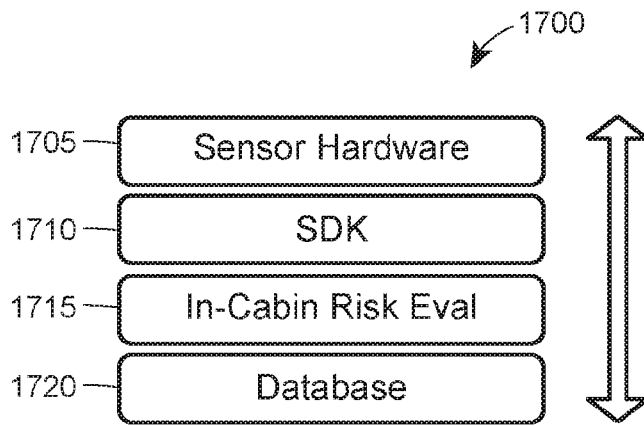 1700
1705 Sensor Hardware
1710 SDK
1715 In-Cabin Risk Eval
1720 Database